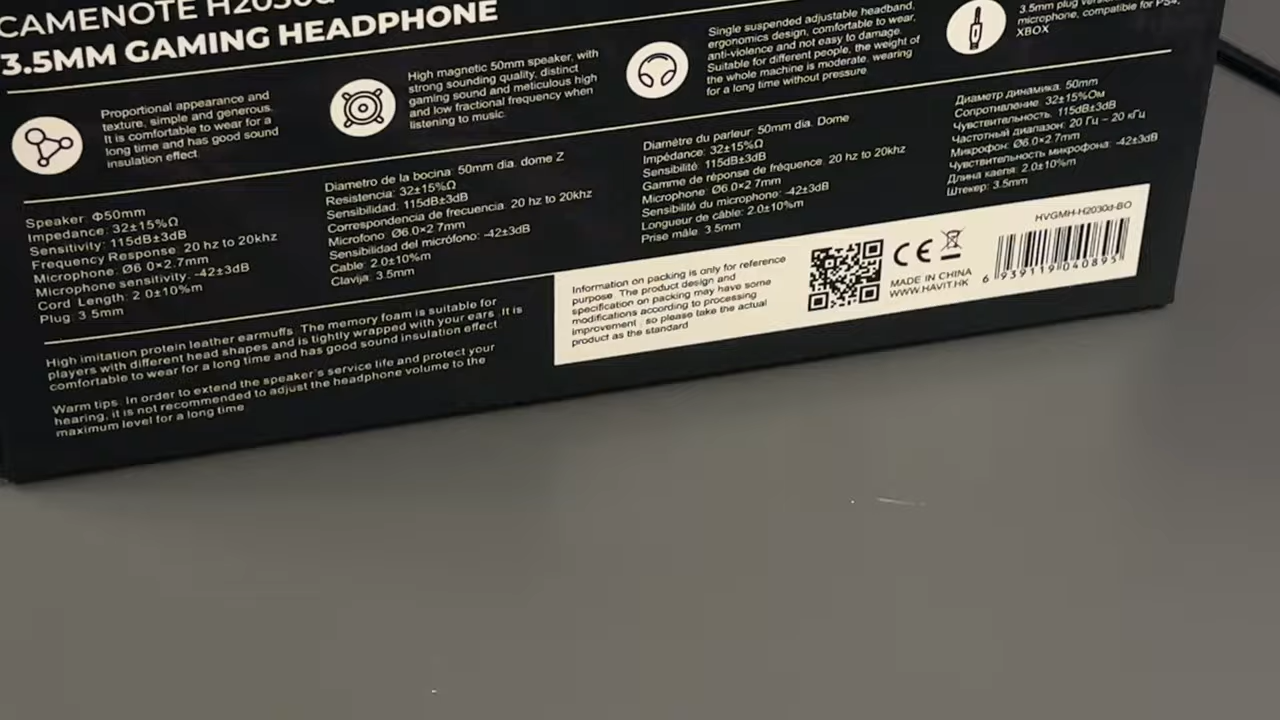 CAMENOTE H2030d
3.5MM GAMING HEADPHONE
Proportional appearance and
texture, simple and generous.
It is comfortable to wear for a
long time and has good sound
insulation effect.
High magnetic 50mm speaker, with
strong sounding quality, distinct
gaming sound and meticulous high
and low fractional frequency when
listening to music.
Single suspended adjustable headband,
ergonomics design, comfortable to wear,
anti-violence and not easy to damage.
Suitable for different people, the weight of
the whole machine is moderate, wearing
for a long time without pressure.
3.5mm plug
microphone, compatible for PS4,
XBOX
Speaker: Φ50mm
Impedance: 32±15%Ω
Sensitivity: 115dB±3dB
Frequency Response: 20 hz to 20khz
Microphone: Ø6.0×2.7mm
Microphone sensitivity: -42±3dB
Cord Length: 2.0±10%m
Plug: 3.5mm
Diametro de la bocina: 50mm dia. dome Z
Resistencia: 32±15%Ω
Sensibilidad: 115dB±3dB
Correspondencia de frecuencia: 20 hz to 20khz
Microfono: Ø6.0×2.7mm
Sensibilidad del micrófono: -42±3dB
Cable: 2.0±10%m
Clavija: 3.5mm
Diamètre du parleur: 50mm dia. Dome
Impédance: 32±15%Ω
Sensibilité: 115dB±3dB
Gamme de réponse de fréquence: 20 hz to 20khz
Microphone: Ø6.0×2.7mm
Sensibilité du microphono: -42±3dB
Longueur de câble: 2.0±10%m
Prise mâle: 3.5mm
Диаметр динамика: 50mm
Сопротивление: 32±15%Ом
Чувствительность: 115dB±3dB
Частотный диапазон: 20 Гц – 20 кГц
Микрофон: Ø6.0×2.7mm
Чувствительность микрофона: -42±3dB
Длина каепя: 2.0±10%m
Штекер: 3.5mm
High imitation protein leather earmuffs. The memory foam is suitable for
players with different head shapes and is tightly wrapped with your ears. It is
comfortable to wear for a long time and has good sound insulation effect.
Warm tips: In order to extend the speaker's service life and protect your
hearing, it is not recommended to adjust the headphone volume to the
maximum level for a long time
Information on packing is only for reference
purpose. The product design and
specification on packing may have some
modifications according to processing
improvement, so please take the actual
product as the standard
CE
MADE IN CHINA
WWW.HAVIT.HK
HVGMH-H2030d-BO
6 939119 040895